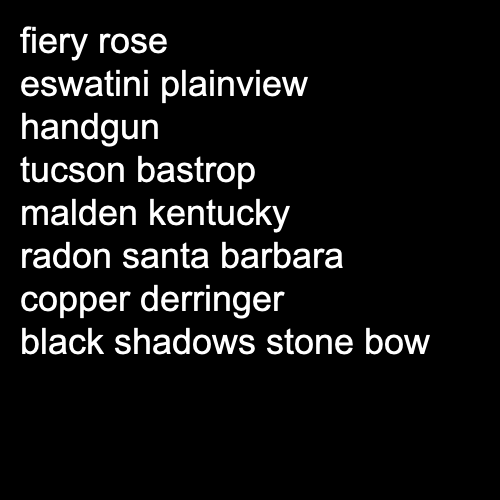 fiery rose
eswatini plainview
handgun
tucson bastrop
malden kentucky
radon santa barbara
copper derringer
black shadows stone bow